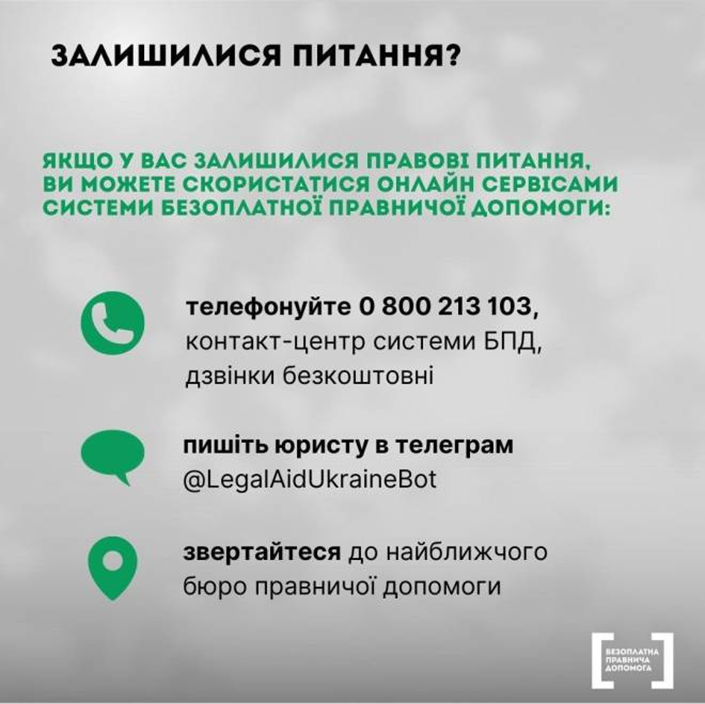 ЗАЛИШИЛИСЯ ПИТАННЯ?
ЯКЩО У ВАС ЗАЛИШИЛИСЯ ПРАВОВІ ПИТАННЯ,
ВИ МОЖЕТЕ СКОРИСТАТИСЯ ОНЛАЙН СЕРВІСАМИ
СИСТЕМИ БЕЗОПЛАТНОЇ ПРАВНИЧОЇ ДОПОМОГИ:
телефонуйте 0 800 213 103,
контакт-центр системи БПД,
дзвінки безкоштовні
пишіть юристу в телеграм
@LegalAidUkraineBot
звертайтеся до найближчого
бюро правничої допомоги
БЕЗОПЛАТНА
ПРАВНИЧА
ДОПОМОГА